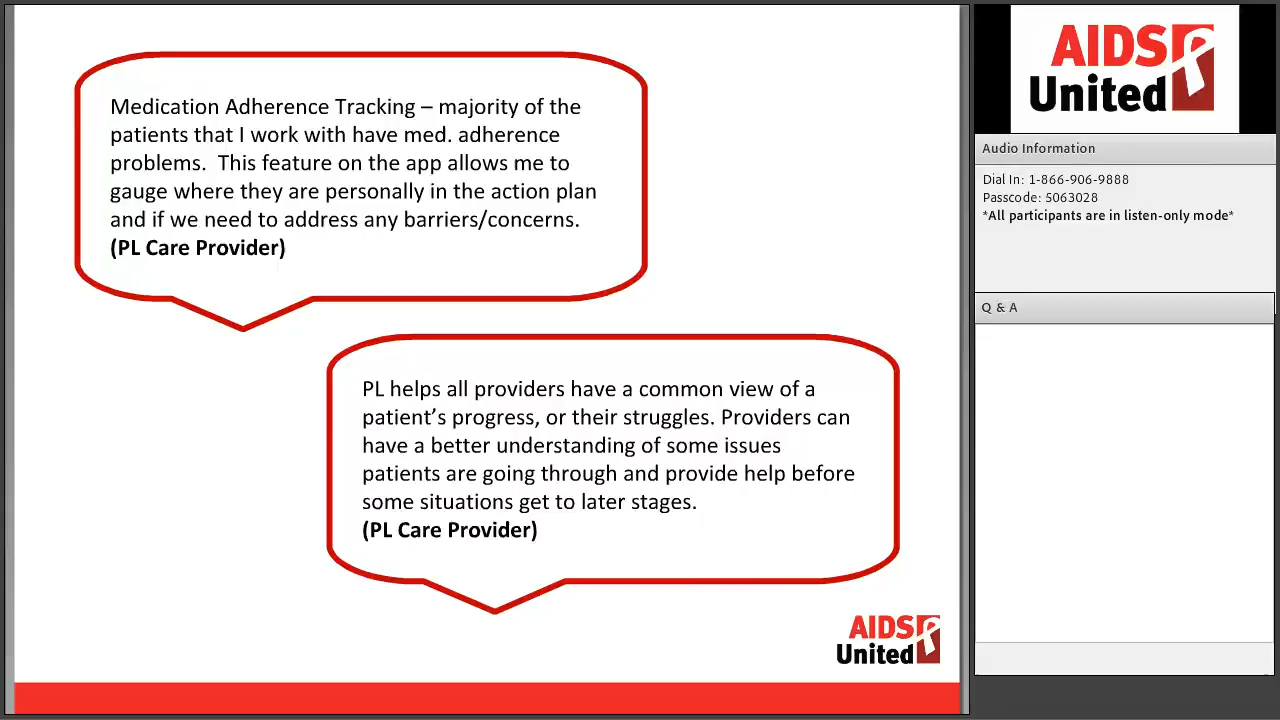 Medication Adherence Tracking – majority of the
patients that I work with have med. adherence
problems.  This feature on the app allows me to
gauge where they are personally in the action plan
and if we need to address any barriers/concerns.
(PL Care Provider)
PL helps all providers have a common view of a
patient’s progress, or their struggles. Providers can
have a better understanding of some issues
patients are going through and provide help before
some situations get to later stages.
(PL Care Provider)
AIDS
United
AIDS
United
Audio Information
Dial In: 1-866-906-9888
Passcode: 5063028
*All participants are in listen-only mode*
Q & A